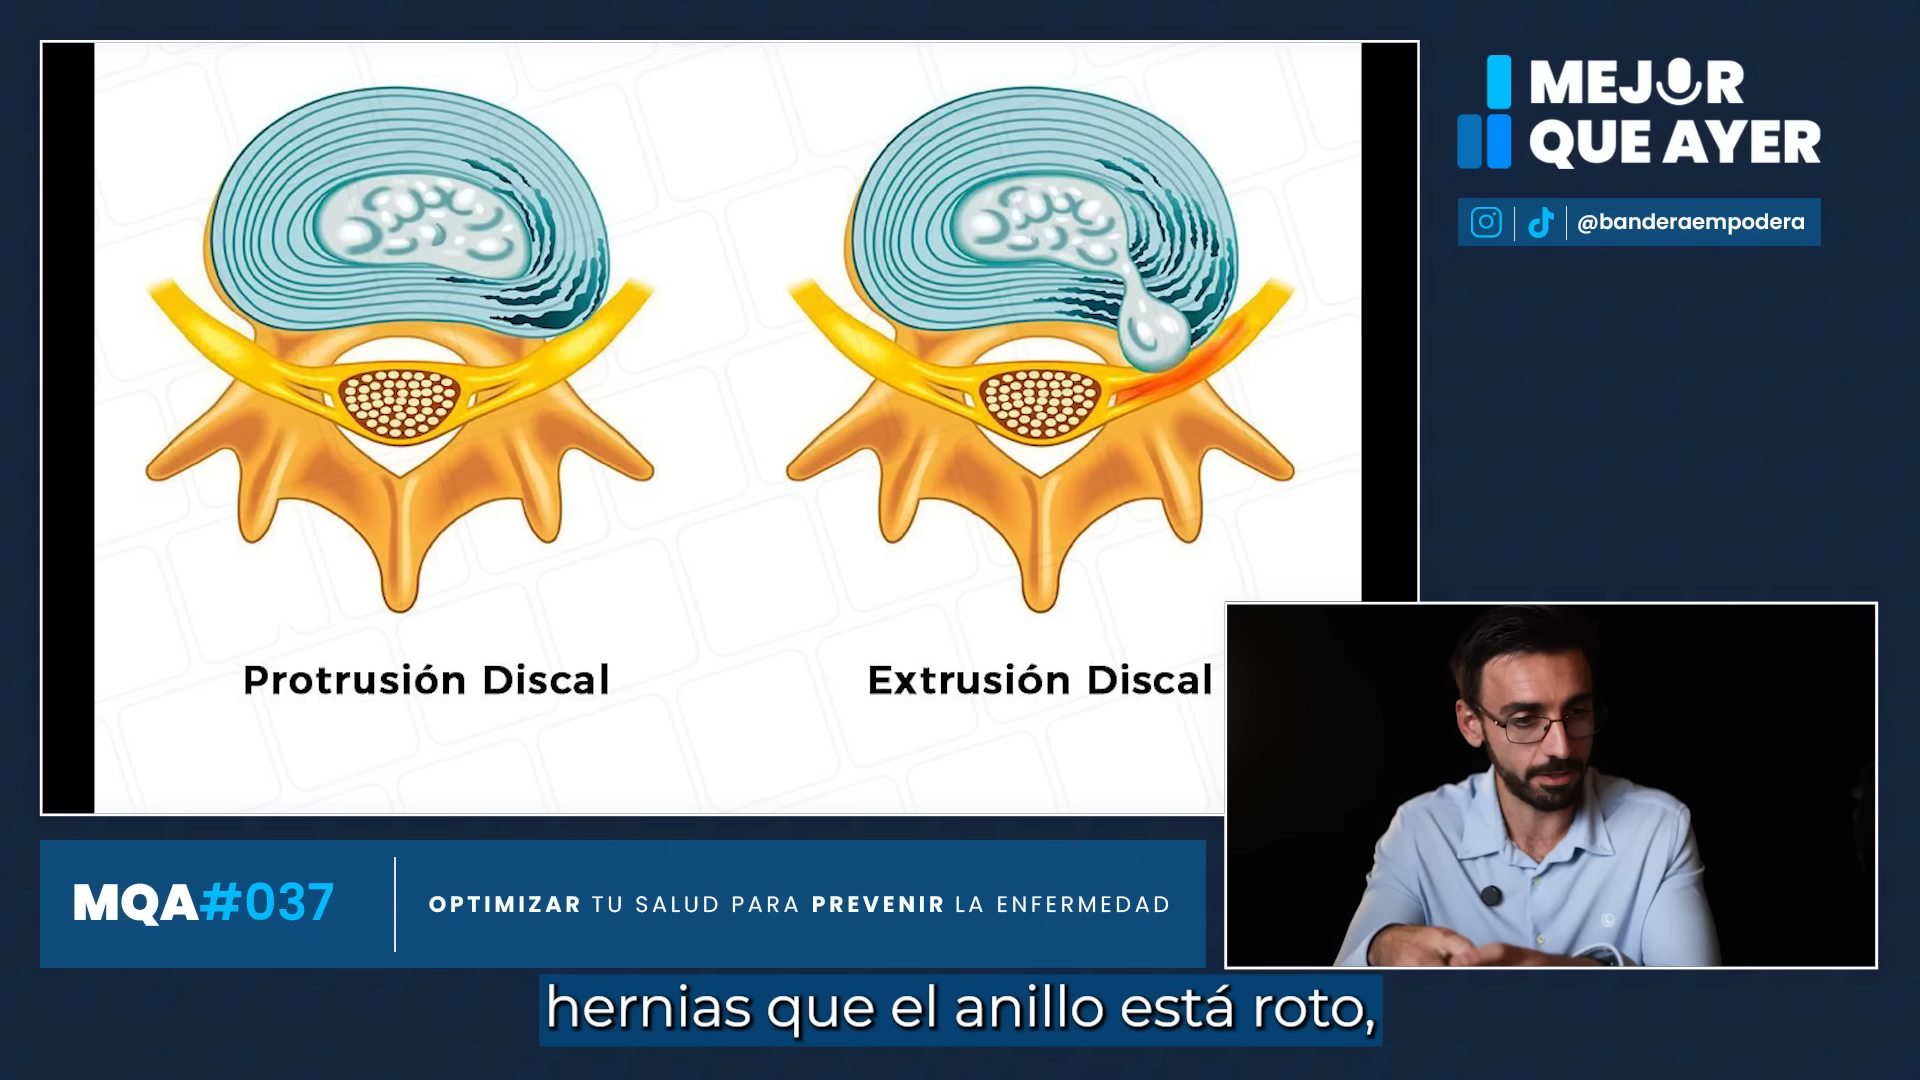 MEJOR
QUE AYER
@banderaempodera
Protrusión Discal
Extrusión Discal
MQA#037
OPTIMIZAR TU SALUD PARA PREVENIR LA ENFERMEDAD
hernias que el anillo está roto,